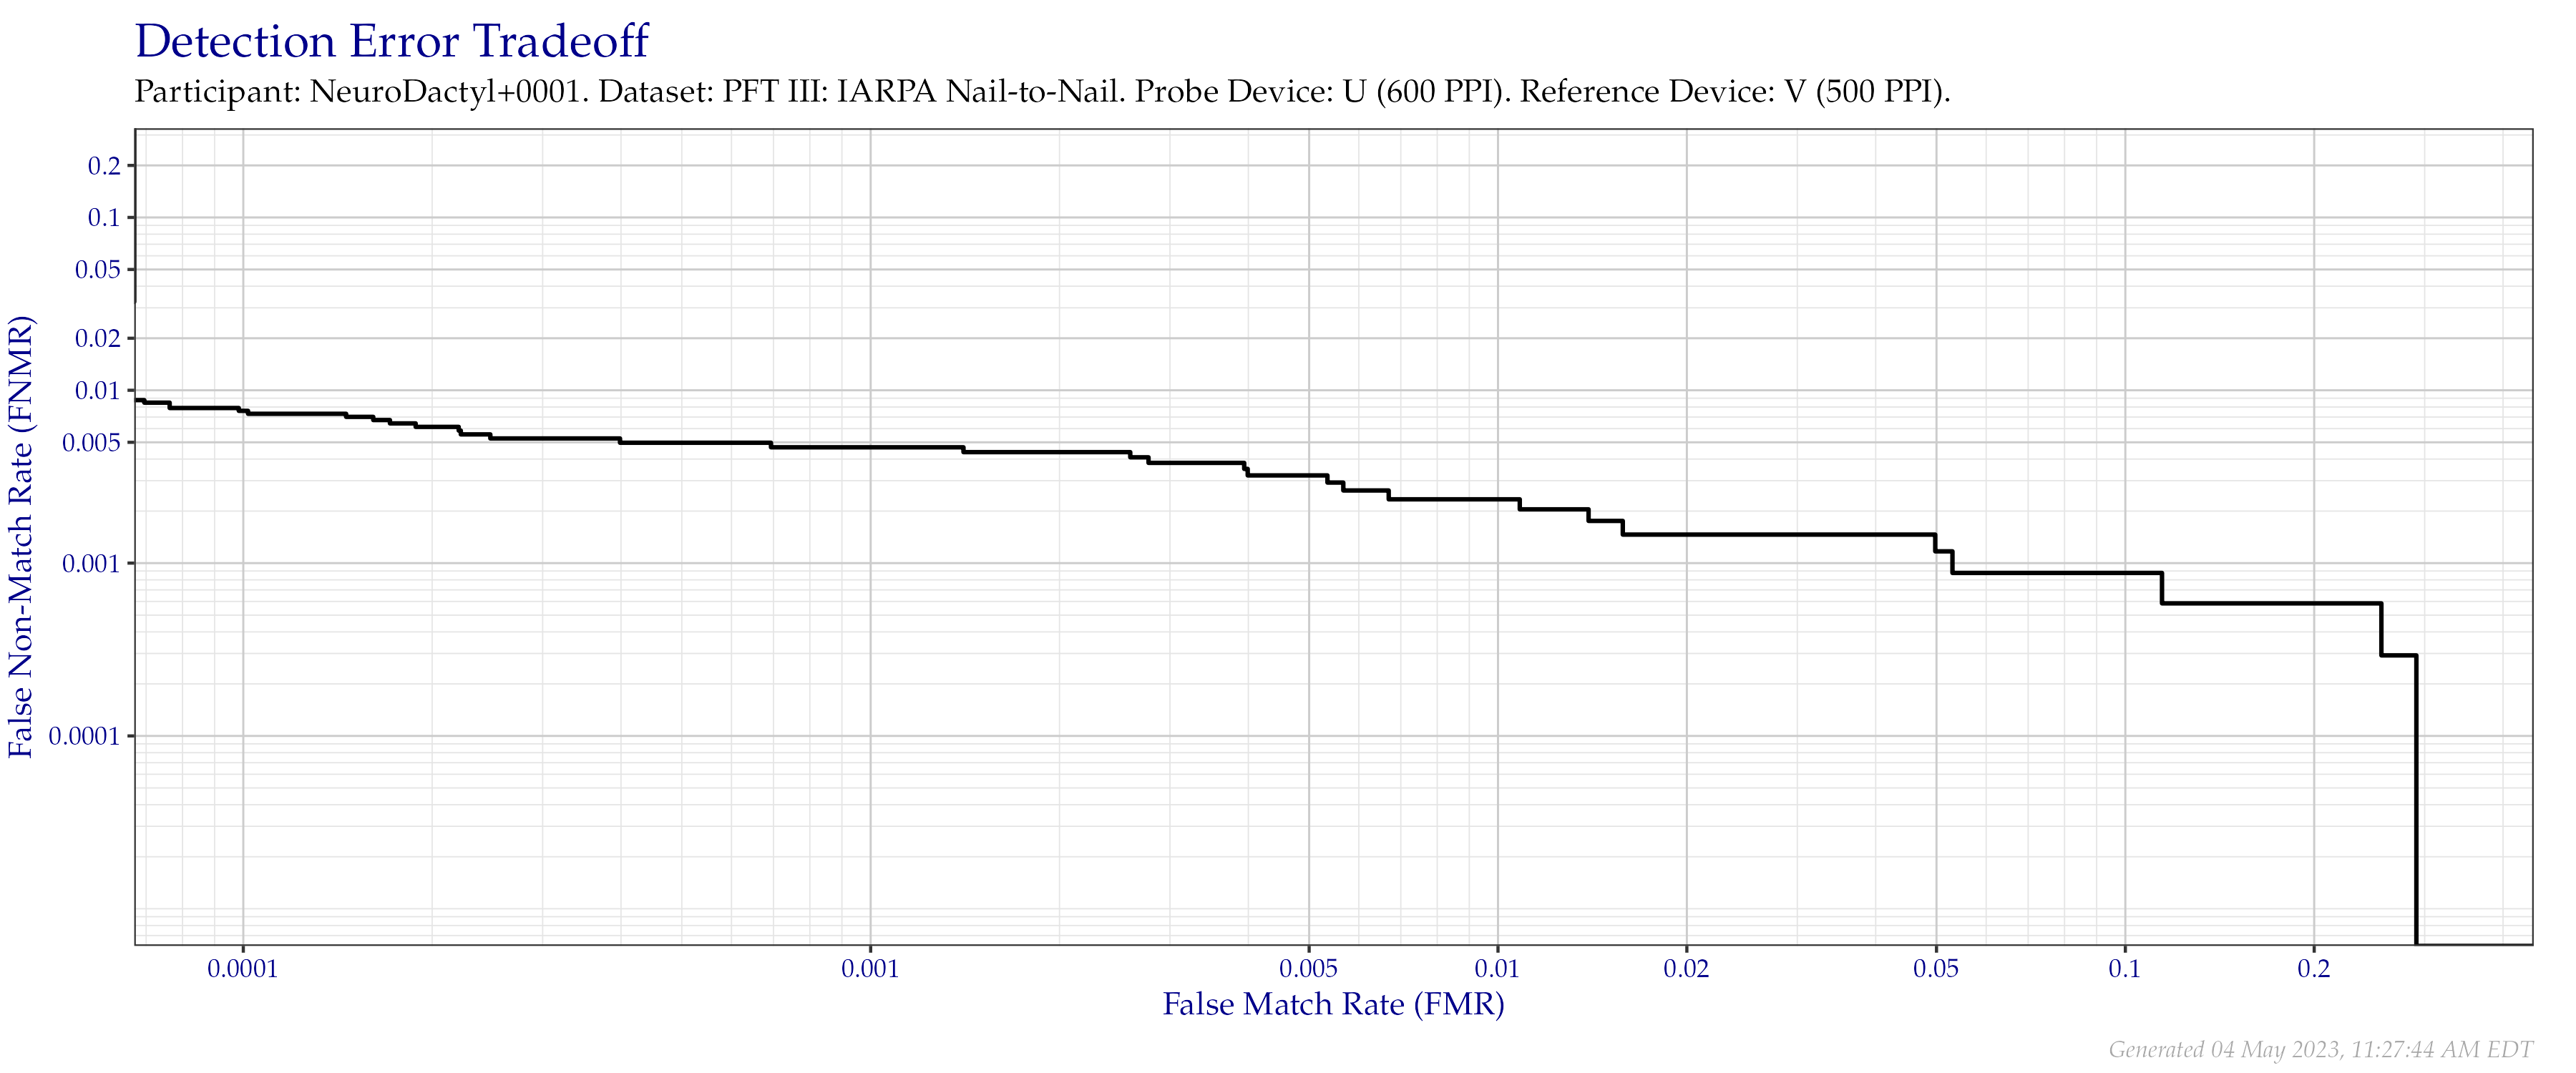 Detection Error Tradeoff
Participant: NeuroDactyl+0001. Dataset: PFT III: IARPA Nail-to-Nail. Probe Device: U (600 PPI). Reference Device: V (500 PPI).
False Non-Match Rate (FNMR)
0.2
0.1
0.05
0.02
0.01
0.005
0.001
0.0001
0.0001 0.001 0.005 0.01 0.02 0.05 0.1 0.2
False Match Rate (FMR)
Generated 04 May 2023, 11:27:44 AM EDT